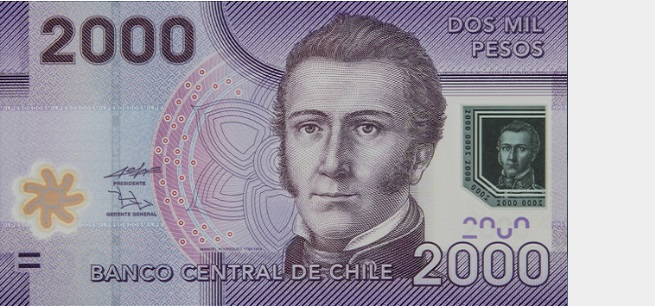 2000
DOS MIL
PESOS
PRESIDENTE
GERENTE GENERAL
BANCO CENTRAL DE CHILE
2000